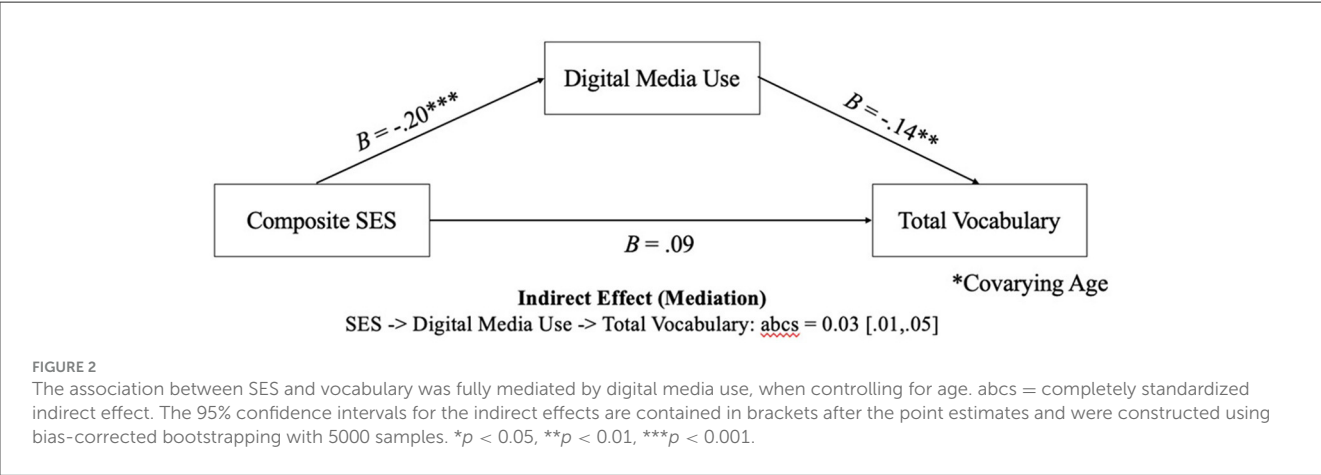 Digital Media Use
B = -.20***
B = -.14**
Composite SES
Total Vocabulary
B = .09
*Covarying Age
Indirect Effect (Mediation)
SES -> Digital Media Use -> Total Vocabulary: abcs = 0.03 [.01,.05]
FIGURE 2
The association between SES and vocabulary was fully mediated by digital media use, when controlling for age. abcs = completely standardized
indirect effect. The 95% confidence intervals for the indirect effects are contained in brackets after the point estimates and were constructed using
bias-corrected bootstrapping with 5000 samples. *p < 0.05, **p < 0.01, ***p < 0.001.